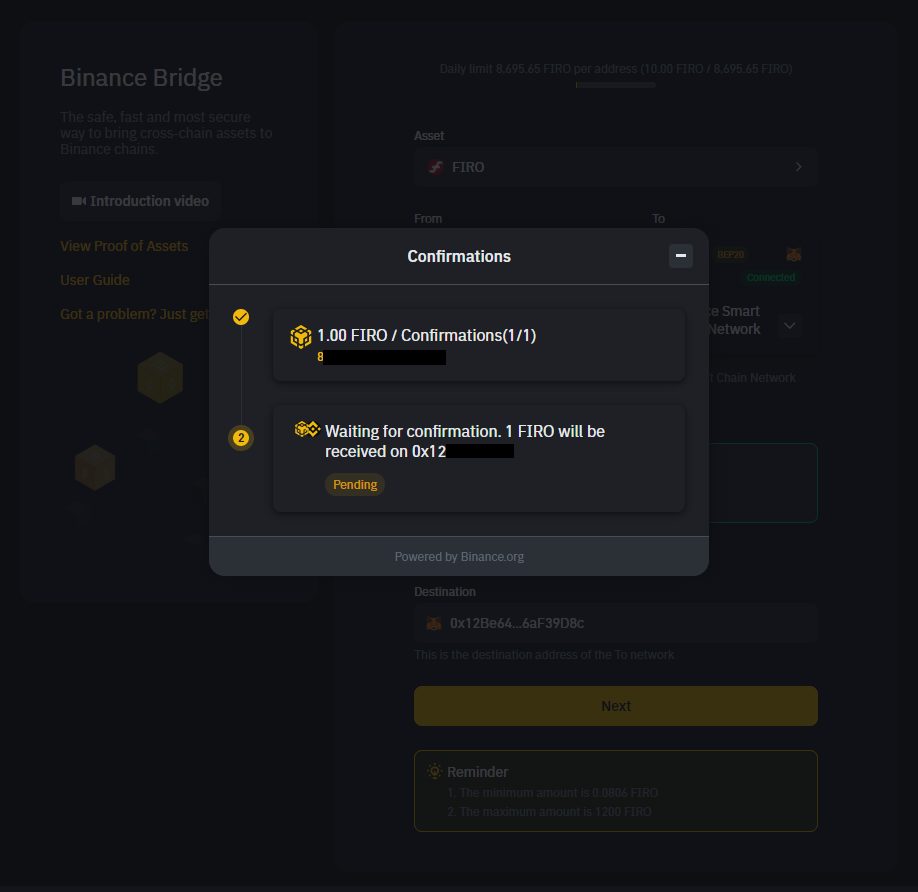 Binance Bridge
The safe, fast and most secure
way to bring cross-chain assets to
Binance chains.
Introduction video
View Proof of Assets
User Guide
Got a problem? Just get
Daily limit 8,695.65 FIRO per address (10.00 FIRO / 8,695.65 FIRO)
Asset
FIRO
From
To
BEP20
Connected
Smart
Network
Chain Network
Confirmations
1.00 FIRO / Confirmations(1/1)
8
2
Waiting for confirmation. 1 FIRO will be
received on 0x12
Pending
Powered by Binance.org
Destination
0x12Be64...6aF39D8c
This is the destination address of the To network
Next
Reminder
1. The minimum amount is 0.0806 FIRO
2. The maximum amount is 1200 FIRO